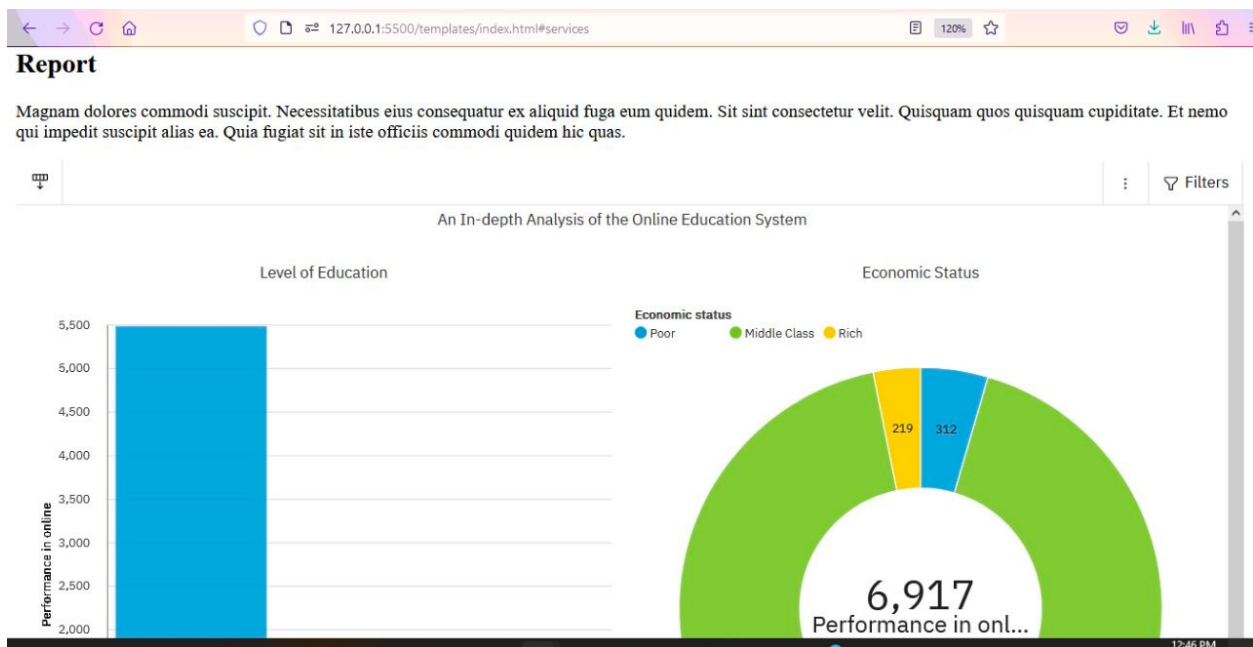 127.0.0.1:5500/templates/index.html#services
120%
Report
Magnam dolores commodi suscipit. Necessitatibus eius consequatur ex aliquid fuga eum quidem. Sit sint consectetur velit. Quisquam quos quisquam cupiditate. Et nemo
qui impedit suscipit alias ea. Quia fugiat sit in iste officiis commodi quidem hic quas.
Filters
An In-depth Analysis of the Online Education System
Level of Education
5,500
5,000
4,500
4,000
3,500
3,000
2,500
2,000
Performance in online
Economic Status
Economic status
Poor
Middle Class
Rich
219
312
6,917
Performance in onl...
12:46 PM